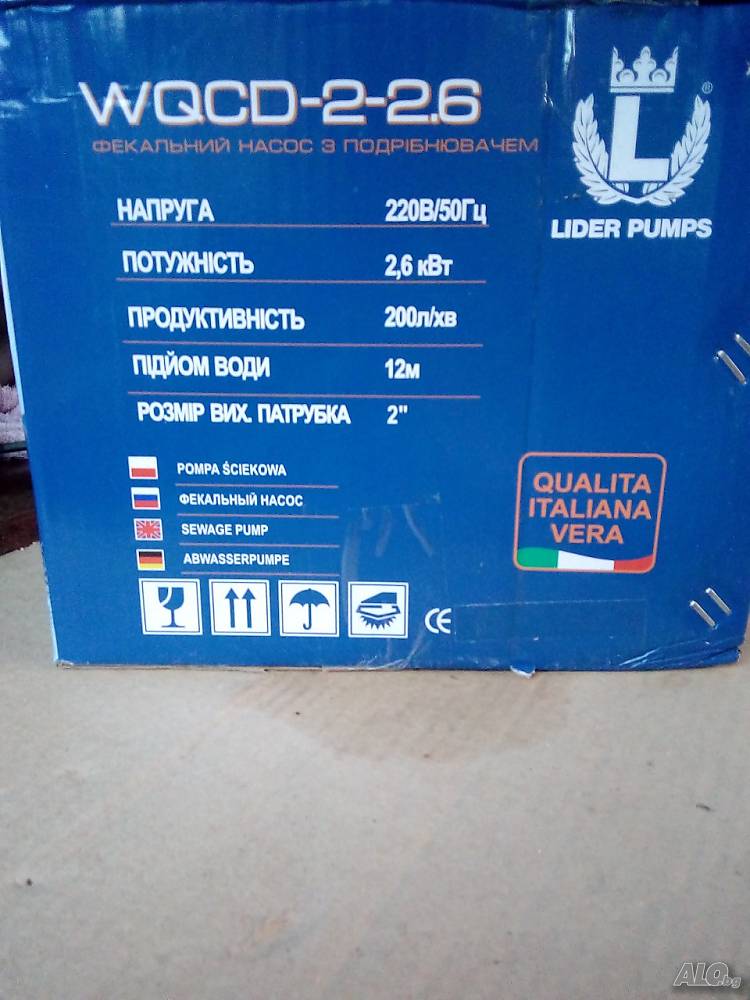 WQCD-2-2.6
ФЕКАЛЬНИЙ НАСОС З ПОДРІБНЮВАЧЕМ
L
®
LIDER PUMPS
НАПРУГА 220В/50Гц
ПОТУЖНІСТЬ 2,6 кВт
ПРОДУКТИВНІСТЬ 200л/хв
ПІДЙОМ ВОДИ 12м
РОЗМІР ВИХ. ПАТРУБКА 2"
POMPA ŚCIEKOWA
ФЕКАЛЬНЫЙ НАСОС
SEWAGE PUMP
ABWASSERPUMPE
QUALITA
ITALIANA
VERA
CE
ALO.bg